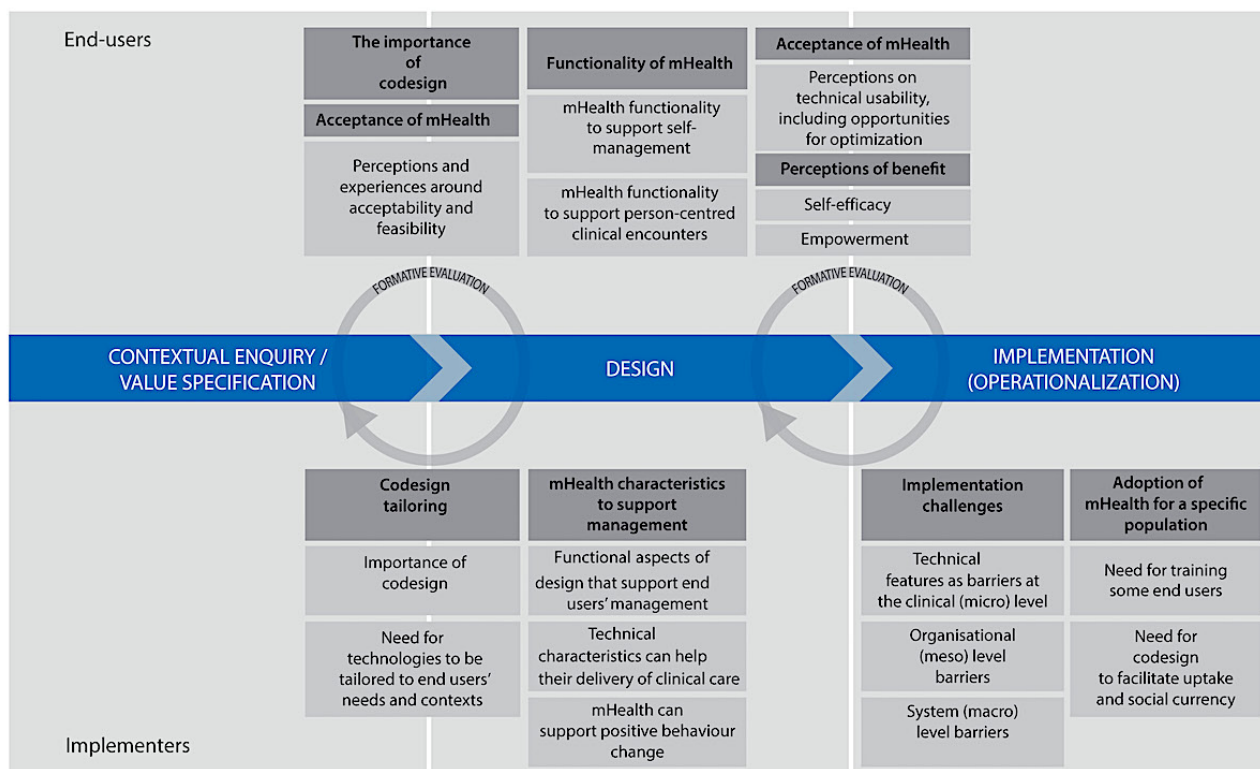 End-users
The importance
of
codesign
Acceptance of mHealth
Perceptions and
experiences around
acceptability and
feasibility
Functionality of mHealth
mHealth functionality
to support self-
management
mHealth functionality
to support person-centred
clinical encounters
Acceptance of mHealth
Perceptions on
technical usability,
including opportunities
for optimization
Perceptions of benefit
Self-efficacy
Empowerment
FORMATIVE EVALUATION
FORMATIVE EVALUATION
CONTEXTUAL ENQUIRY /
VALUE SPECIFICATION
DESIGN
IMPLEMENTATION
(OPERATIONALIZATION)
Codesign
tailoring
Importance of
codesign
Need for
technologies to be
tailored to end users'
needs and contexts
mHealth characteristics
to support
management
Functional aspects of
design that support end
users' management
Technical
characteristics can help
their delivery of clinical care
mHealth can
support positive behaviour
change
Implementation
challenges
Technical
features as barriers at
the clinical (micro) level
Organisational
(meso) level
barriers
System (macro)
level barriers
Adoption of
mHealth for a specific
population
Need for training
some end users
Need for
codesign
to facilitate uptake
and social currency
Implementers